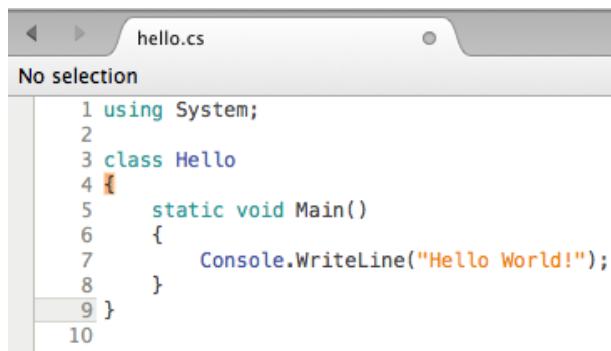 hello.cs
No selection
1 using System;
2
3 class Hello
4 {
5     static void Main()
6     {
7         Console.WriteLine("Hello World!");
8     }
9 }
10